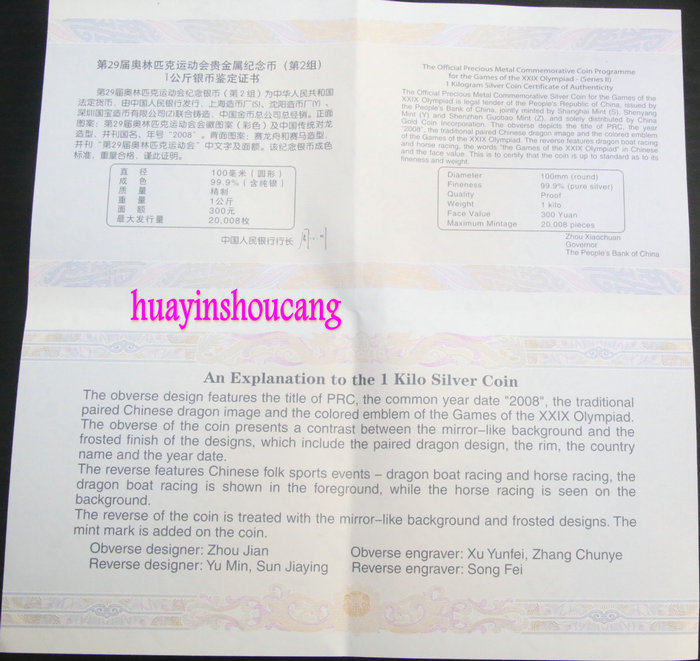 第29届奥林匹克运动会贵金属纪念币（第2组）
1公斤银币鉴定证书
第29届奥林匹克运动会纪念银币（第2组）为中华人民共和国
法定货币，由中国人民银行发行，上海造币厂(S)、沈阳造币厂(Y)、
深圳国宝造币有限公司(Z)联合铸造，中国金币总公司总经销。正面
图案：第29届奥林匹克运动会会徽图案（彩色）及中国传统对龙
造型，并刊国名、年号“2008”。背面图案：赛龙舟和赛马造型，
并刊“第29届奥林匹克运动会”中文字及面额。该纪念银币成色
标准，重量合格，谨此证明。
直 径 100毫米（圆形）
成 色 99.9%（含纯银）
质 量 精制
重 量 1公斤
面 额 300元
最大发行量 20,008枚
中国人民银行行长
The Official Precious Metal Commemorative Coin Programme
for the Games of the XXIX Olympiad - (Series II)
1 Kilogram Silver Coin Certificate of Authenticity
The Official Precious Metal Commemorative Silver Coin for the Games of the
XXIX Olympiad is legal tender of the People's Republic of China, issued by
the People's Bank of China, jointly minted by Shanghai Mint (S), Shenyang
Mint (Y) and Shenzhen Guobao Mint (Z), and solely distributed by China
Gold Coin Incorporation. The obverse depicts the title of PRC, the year
"2008", the traditional paired Chinese dragon image and the colored emblem
of the Games of the XXIX Olympiad. The reverse features dragon boat racing
and horse racing, the words "the Games of the XXIX Olympiad" in Chinese
and the face value. This is to certify that the coin is up to standard as to its
fineness and weight.
Diameter 100mm (round)
Fineness 99.9% (pure silver)
Quality Proof
Weight 1 kilo
Face Value 300 Yuan
Maximum Mintage 20,008 pieces
Zhou Xiaochuan
Governor
The People's Bank of China
huayinshoucang
An Explanation to the 1 Kilo Silver Coin
The obverse design features the title of PRC, the common year date "2008", the traditional
paired Chinese dragon image and the colored emblem of the Games of the XXIX Olympiad.
The obverse of the coin presents a contrast between the mirror-like background and the
frosted finish of the designs, which include the paired dragon design, the rim, the country
name and the year date.
The reverse features Chinese folk sports events - dragon boat racing and horse racing, the
dragon boat racing is shown in the foreground, while the horse racing is seen on the
background.
The reverse of the coin is treated with the mirror-like background and frosted designs. The
mint mark is added on the coin.
Obverse designer: Zhou Jian Obverse engraver: Xu Yunfei, Zhang Chunye
Reverse designer: Yu Min, Sun Jiaying Reverse engraver: Song Fei